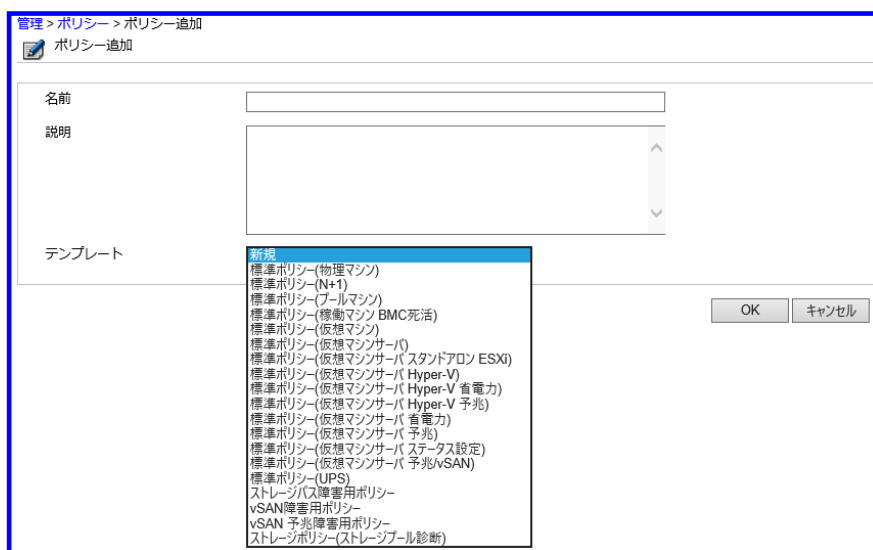 管理 > ポリシー > ポリシー追加
ポリシー追加
名前
説明
テンプレート
新規
標準ポリシー(物理マシン)
標準ポリシー(N+1)
標準ポリシー(プールマシン)
標準ポリシー(稼働マシン BMC死活)
標準ポリシー(仮想マシン)
標準ポリシー(仮想マシンサーバ)
標準ポリシー(仮想マシンサーバ スタンドアロン ESXi)
標準ポリシー(仮想マシンサーバ Hyper-V)
標準ポリシー(仮想マシンサーバ Hyper-V 省電力)
標準ポリシー(仮想マシンサーバ Hyper-V 予兆)
標準ポリシー(仮想マシンサーバ 省電力)
標準ポリシー(仮想マシンサーバ 予兆)
標準ポリシー(仮想マシンサーバ ステータス設定)
標準ポリシー(仮想マシンサーバ 予兆/vSAN)
標準ポリシー(UPS)
ストレージパス障害用ポリシー
vSAN障害用ポリシー
vSAN 予兆障害用ポリシー
ストレージポリシー(ストレージプール診断)
OK キャンセル